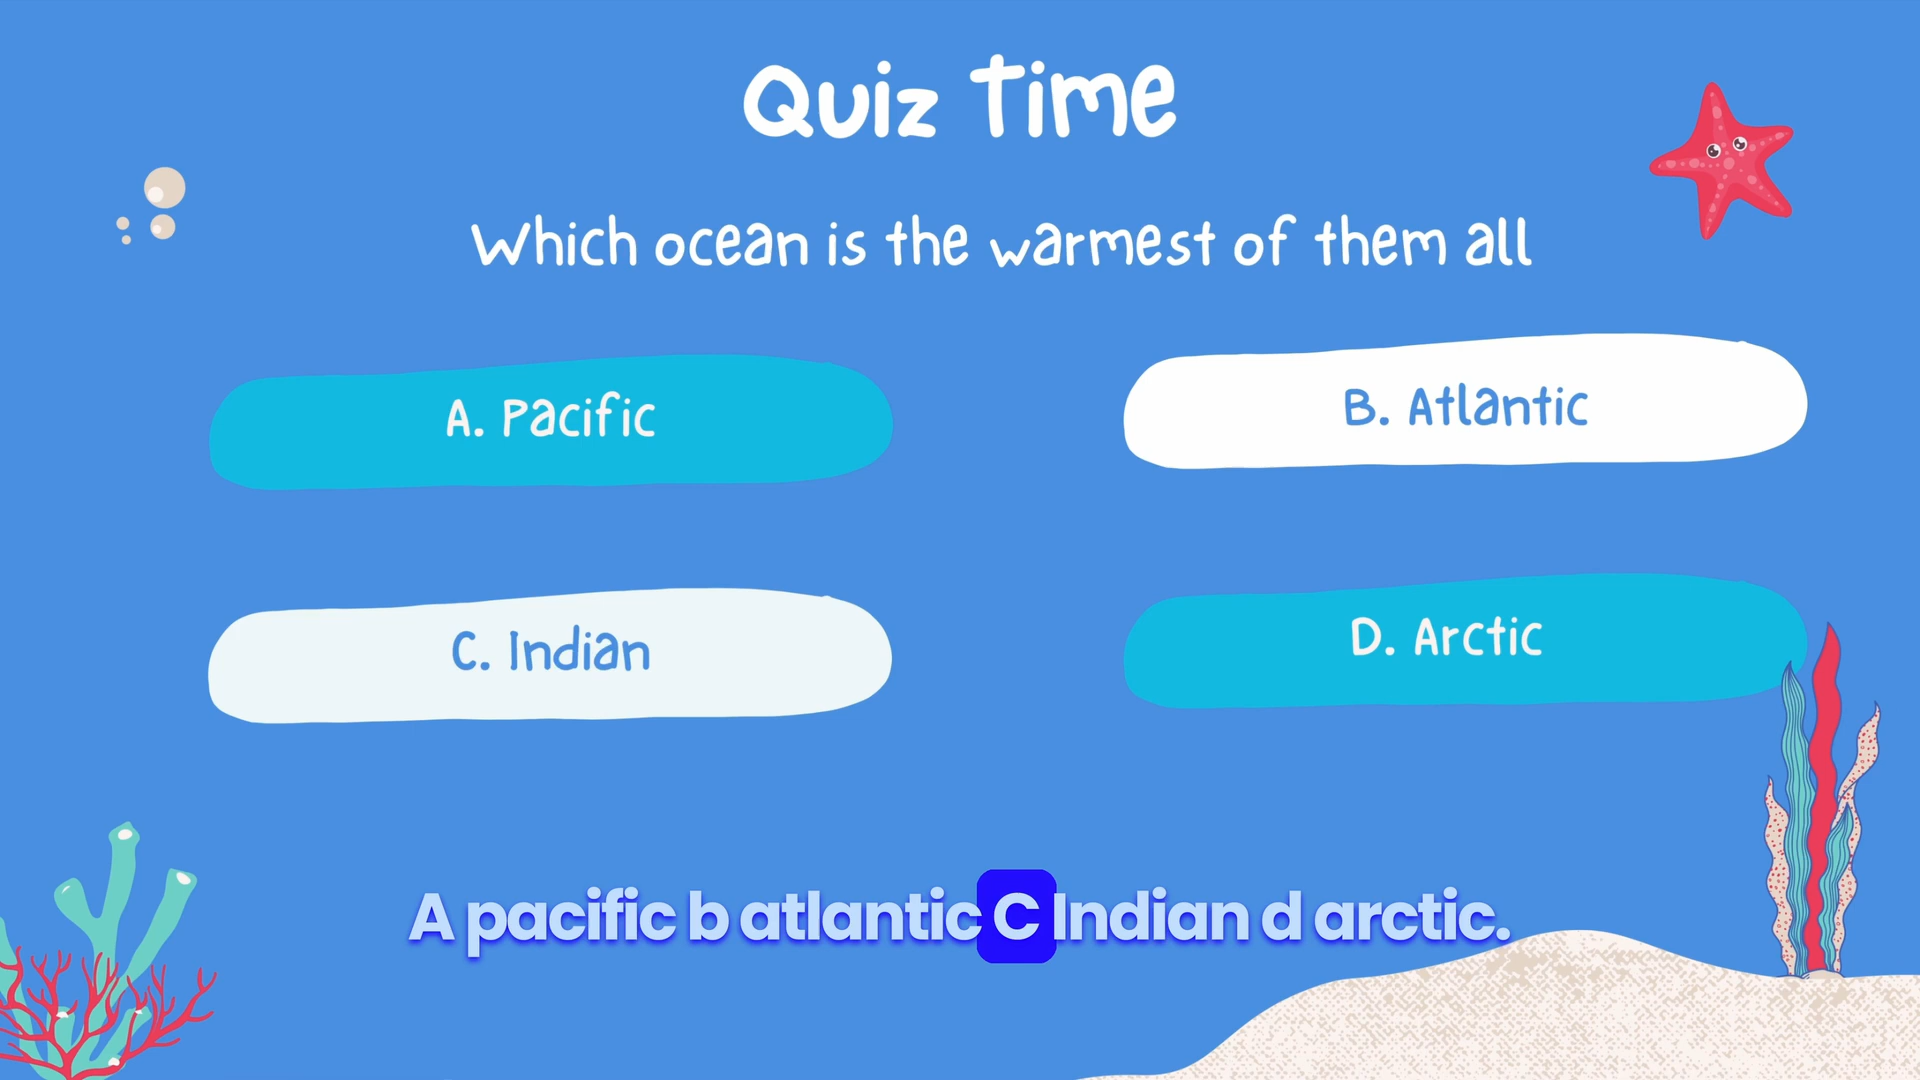 Quiz Time
Which ocean is the warmest of them all
A. Pacific
B. Atlantic
C. Indian
D. Arctic
A pacific b atlantic C Indian d arctic.